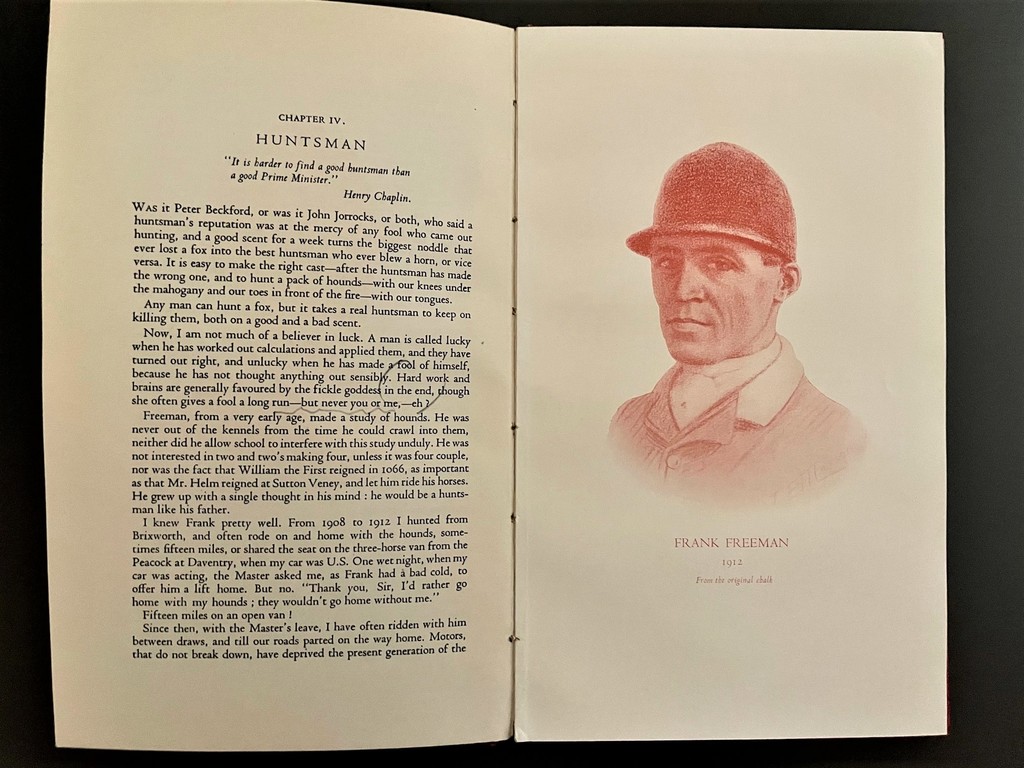 CHAPTER IV.
HUNTSMAN
"It is harder to find a good huntsman than
a good Prime Minister."
Henry Chaplin.
WAS it Peter Beckford, or was it John Jorrocks, or both, who said a
huntsman's reputation was at the mercy of any fool who came out
hunting, and a good scent for a week turns the biggest noddle that
ever lost a fox into the best huntsman who ever blew a horn, or vice
versa. It is easy to make the right cast—after the huntsman has made
the wrong one, and to hunt a pack of hounds—with our knees under
the mahogany and our toes in front of the fire—with our tongues.
Any man can hunt a fox, but it takes a real huntsman to keep on
killing them, both on a good and a bad scent.
Now, I am not much of a believer in luck. A man is called lucky
when he has worked out calculations and applied them, and they have
turned out right, and unlucky when he has made a fool of himself,
because he has not thought anything out sensibly. Hard work and
brains are generally favoured by the fickle goddess in the end, though
she often gives a fool a long run—but never you or me,—eh?
Freeman, from a very early age, made a study of hounds. He was
never out of the kennels from the time he could crawl into them,
neither did he allow school to interfere with this study unduly. He was
not interested in two and two's making four, unless it was four couple,
nor was the fact that William the First reigned in 1066, as important
as that Mr. Helm reigned at Sutton Veney, and let him ride his horses.
He grew up with a single thought in his mind : he would be a hunts-
man like his father.
I knew Frank pretty well. From 1908 to 1912 I hunted from
Brixworth, and often rode on and home with the hounds, some-
times fifteen miles, or shared the seat on the three-horse van from the
Peacock at Daventry, when my car was U.S. One wet night, when my
car was acting, the Master asked me, as Frank had a bad cold, to
offer him a lift home. But no. "Thank you, Sir, I'd rather go
home with my hounds ; they wouldn't go home without me."
Fifteen miles on an open van !
Since then, with the Master's leave, I have often ridden with him
between draws, and till our roads parted on the way home. Motors,
that do not break down, have deprived the present generation of the
FRANK FREEMAN
1912
From the original chalk